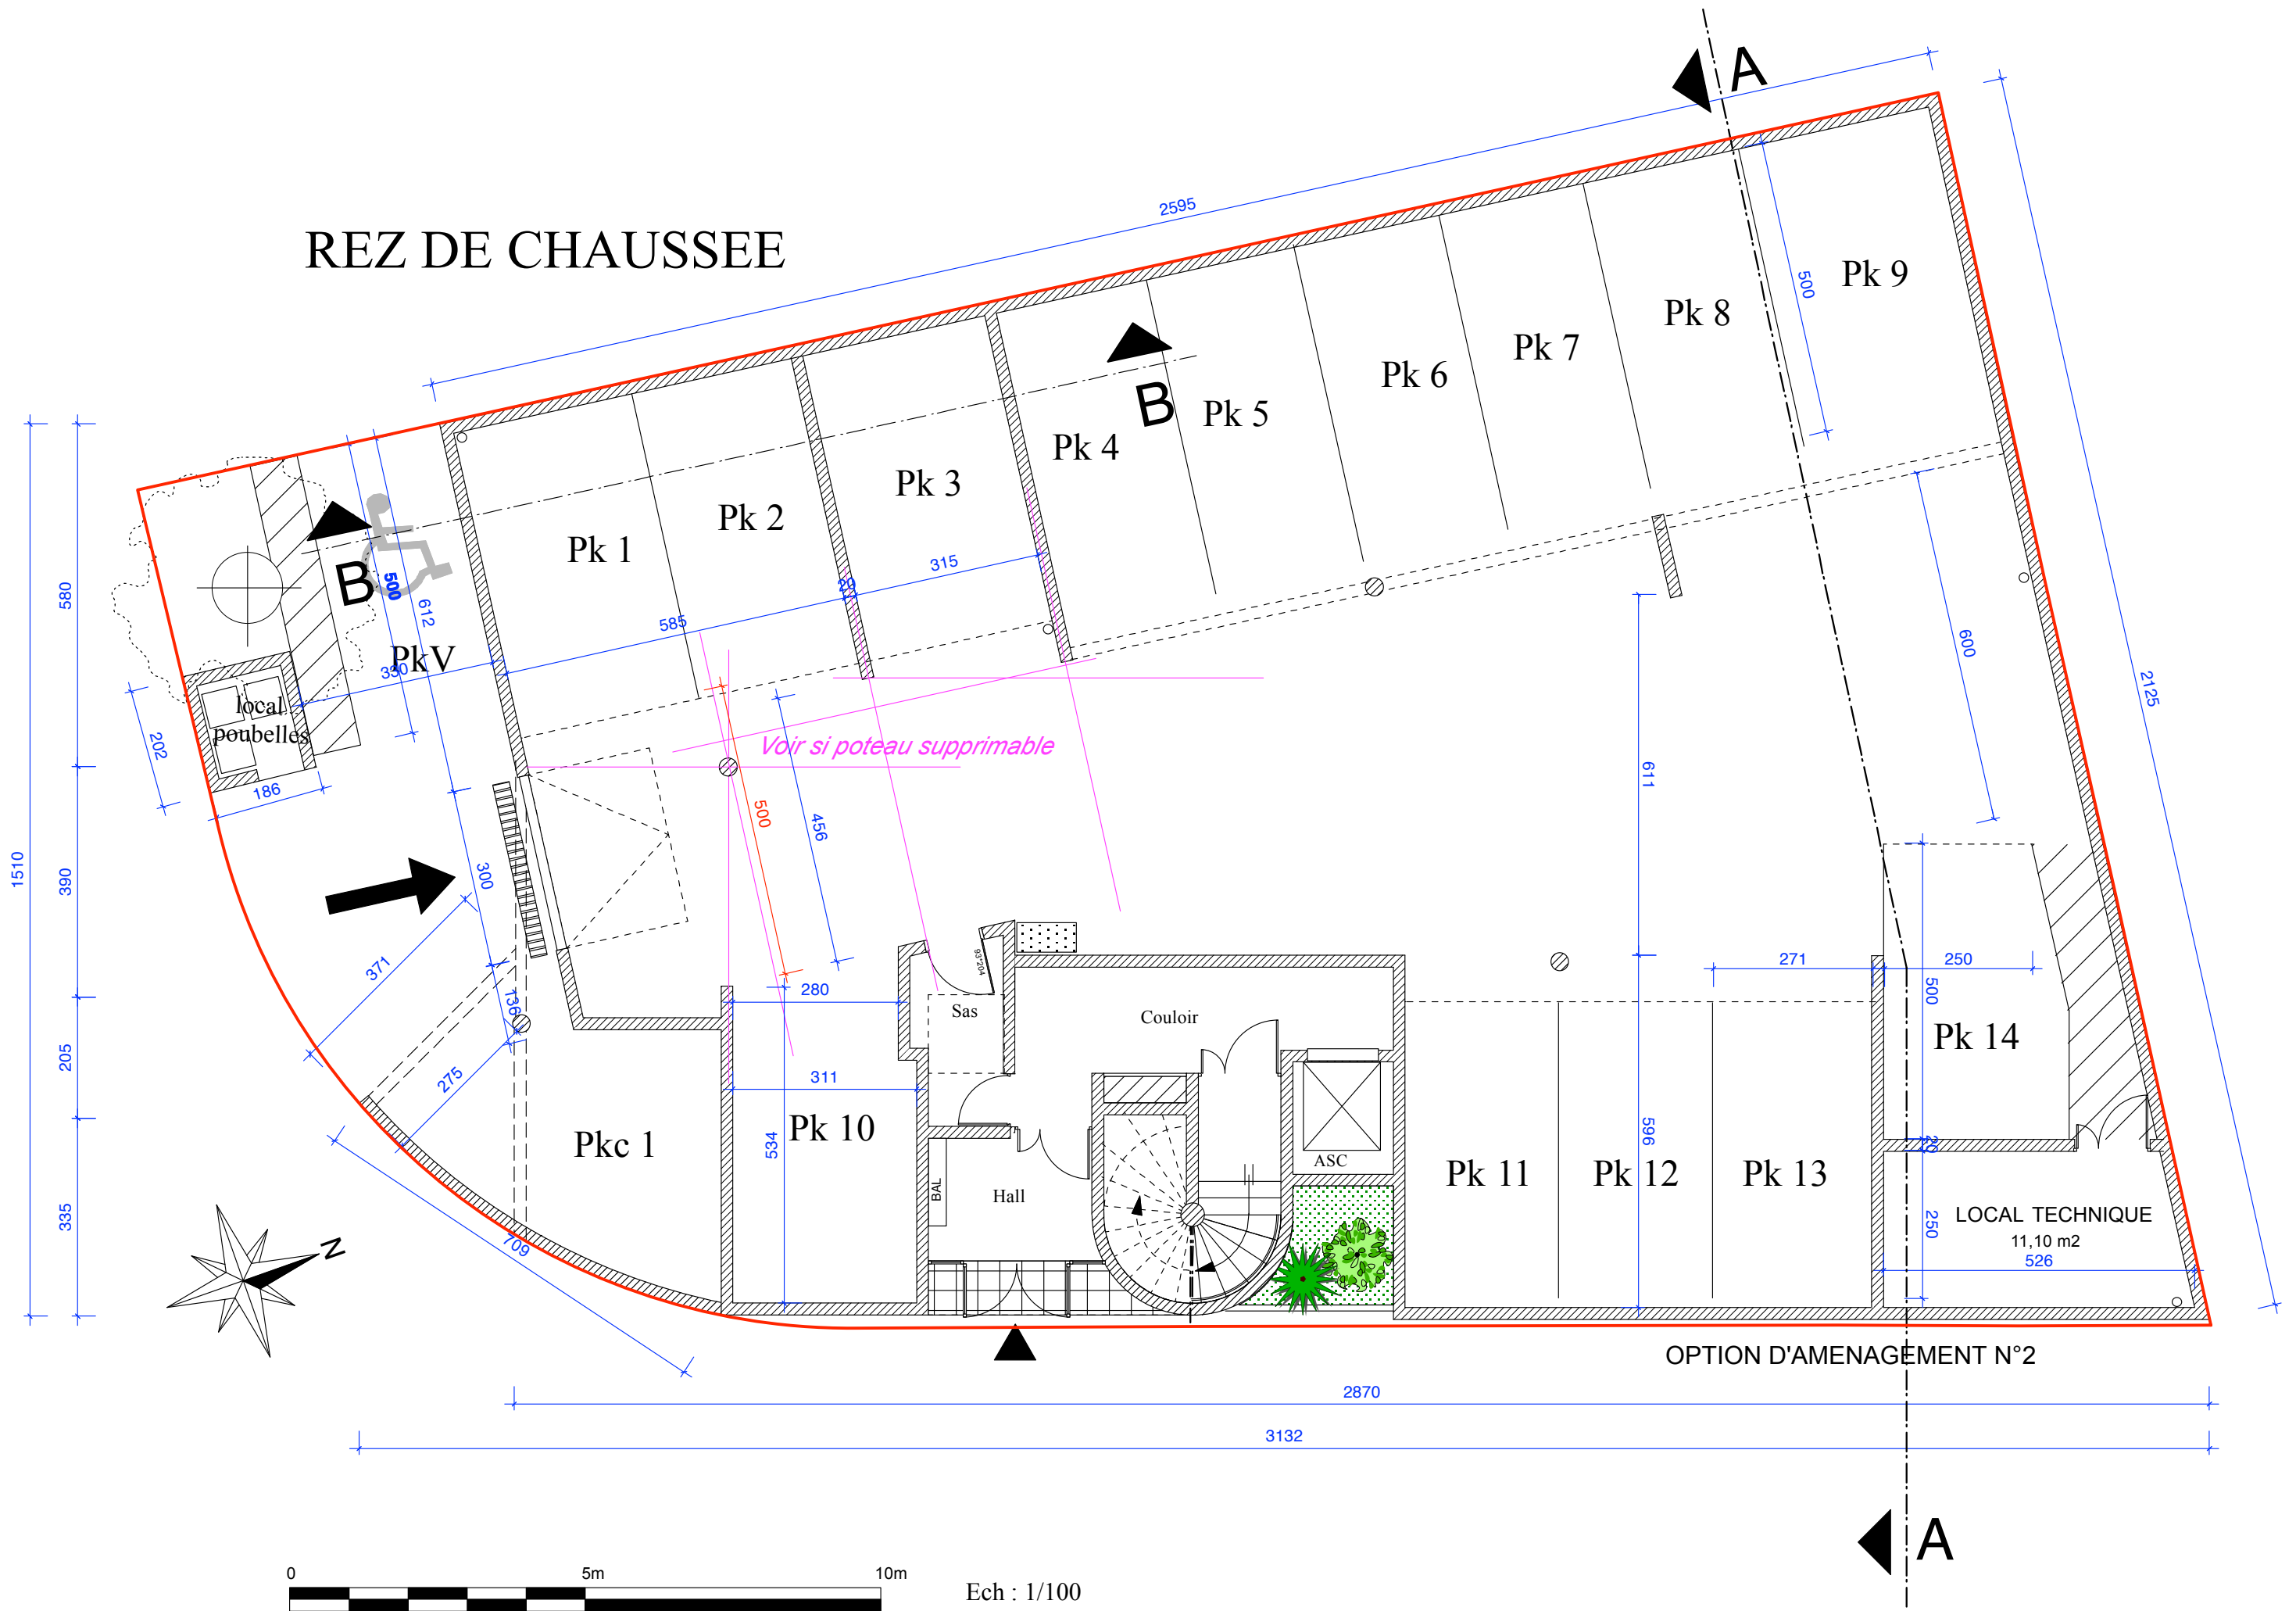 A
2595
REZ DE CHAUSSEE
Pk 9
500
Pk 8
Pk 7
Pk 6
B
Pk 5
Pk 4
Pk 3
Pk 2
Pk 1
315
20
585
B
500
612
580
PkV
330
600
2125
local
poubelles
202
186
Voir si poteau supprimable
500
456
611
1510
390
300
371
93*204
271
250
500
136
280
Sas
Couloir
Pk 14
205
275
311
Pk 10
534
Pkc 1
596
20
ASC
Pk 11
Pk 12
Pk 13
BAL
Hall
335
250
LOCAL TECHNIQUE
11,10 m2
526
709
N
OPTION D'AMENAGEMENT N°2
2870
3132
A
0
5m
10m
Ech : 1/100